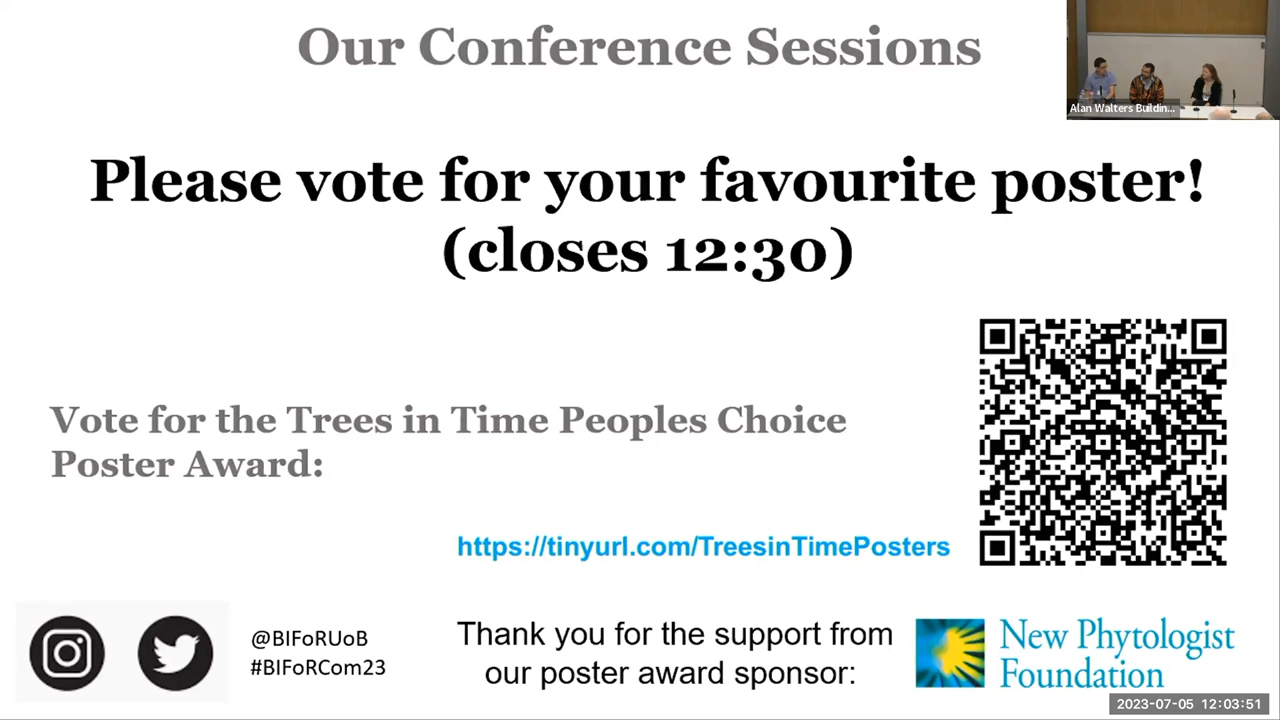 Our Conference Sessions
Alan Walters Buildin...
Please vote for your favourite poster!
(closes 12:30)
Vote for the Trees in Time Peoples Choice
Poster Award:
https://tinyurl.com/TreesinTimePosters
@BIFoRUoB
#BIFoRCom23
Thank you for the support from
our poster award sponsor:
New Phytologist
Foundation
2023-07-05 12:03:51